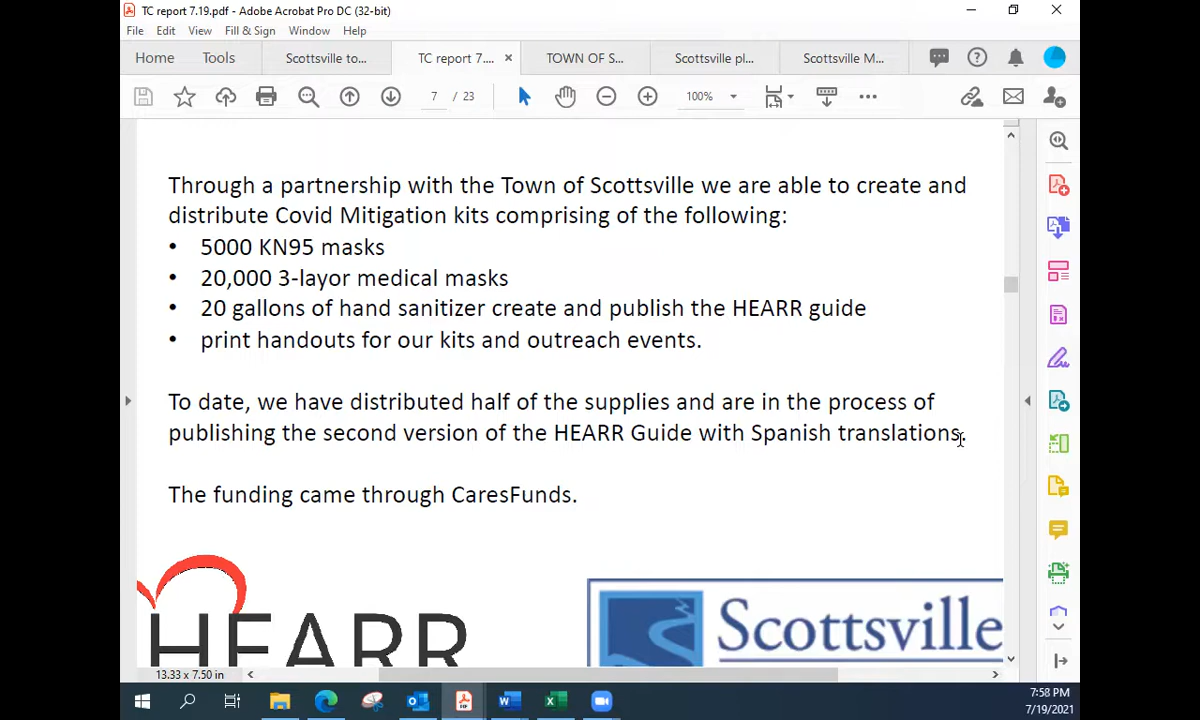 TC report 7.19.pdf - Adobe Acrobat Pro DC (32-bit)
File Edit View Fill & Sign Window Help
Home Tools Scottsville to... TC report 7.... × TOWN OF S... Scottsville pl... Scottsville M...
7 / 23 100%
Through a partnership with the Town of Scottsville we are able to create and
distribute Covid Mitigation kits comprising of the following:
• 5000 KN95 masks
• 20,000 3-layor medical masks
• 20 gallons of hand sanitizer create and publish the HEARR guide
• print handouts for our kits and outreach events.
To date, we have distributed half of the supplies and are in the process of
publishing the second version of the HEARR Guide with Spanish translations.
The funding came through CaresFunds.
HEARR
Scottsville
13.33 x 7.50 in
7:58 PM
7/19/2021